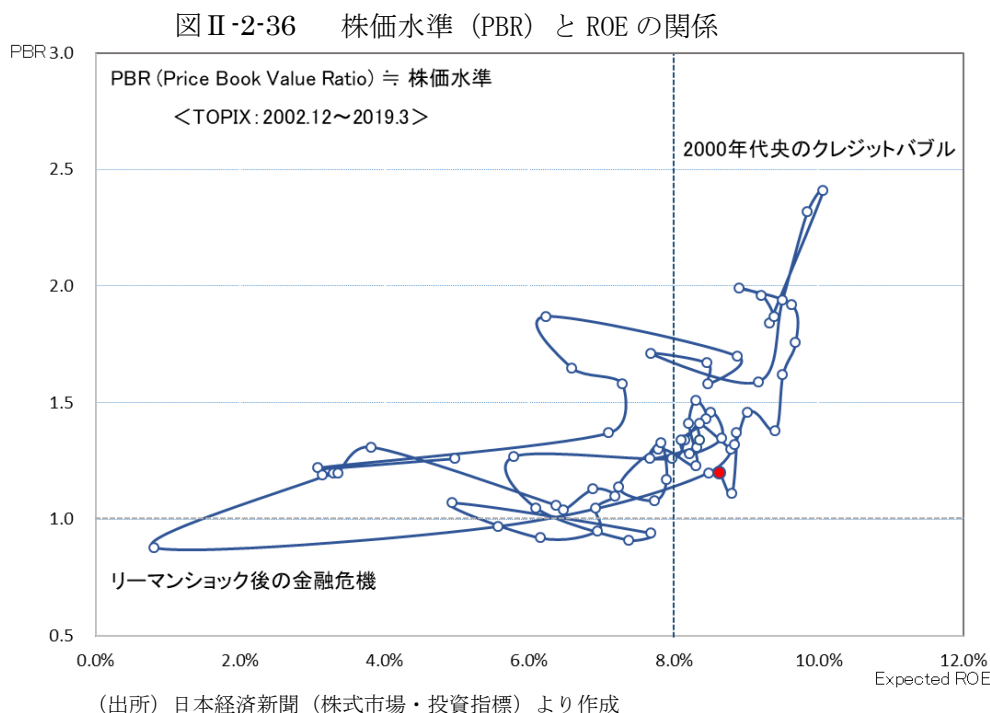 図Ⅱ-2-36 株価水準（PBR）と ROE の関係
PBR
3.0
PBR (Price Book Value Ratio) ≒ 株価水準
＜TOPIX：2002.12～2019.3＞
2000年代央のクレジットバブル
2.5
2.0
1.5
1.0
リーマンショック後の金融危機
0.5
0.0% 2.0% 4.0% 6.0% 8.0% 10.0% 12.0%
Expected ROE
（出所）日本経済新聞（株式市場・投資指標）より作成